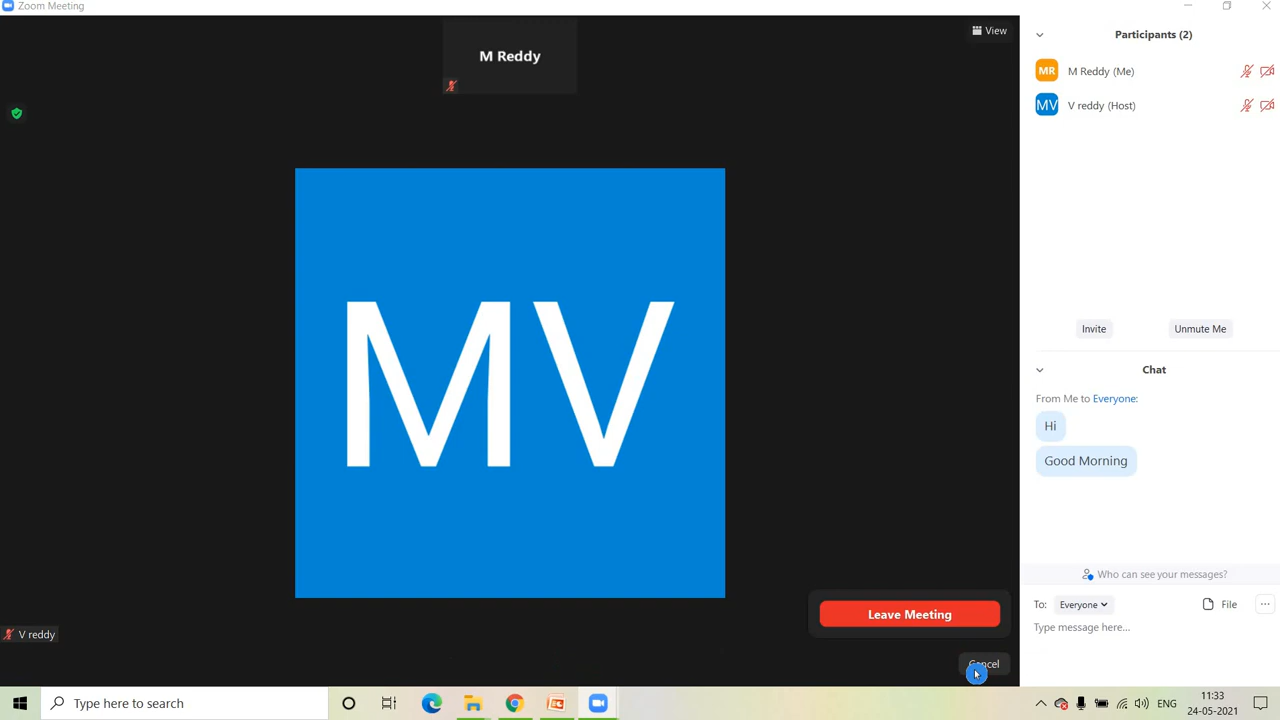 Zoom Meeting
M Reddy
View
MV
V reddy
Leave Meeting
Cancel
Participants (2)
MR M Reddy (Me)
MV V reddy (Host)
Invite Unmute Me
Chat
From Me to Everyone:
Hi
Good Morning
Who can see your messages?
To: Everyone File
Type message here...
Type here to search
ENG
11:33
24-05-2021